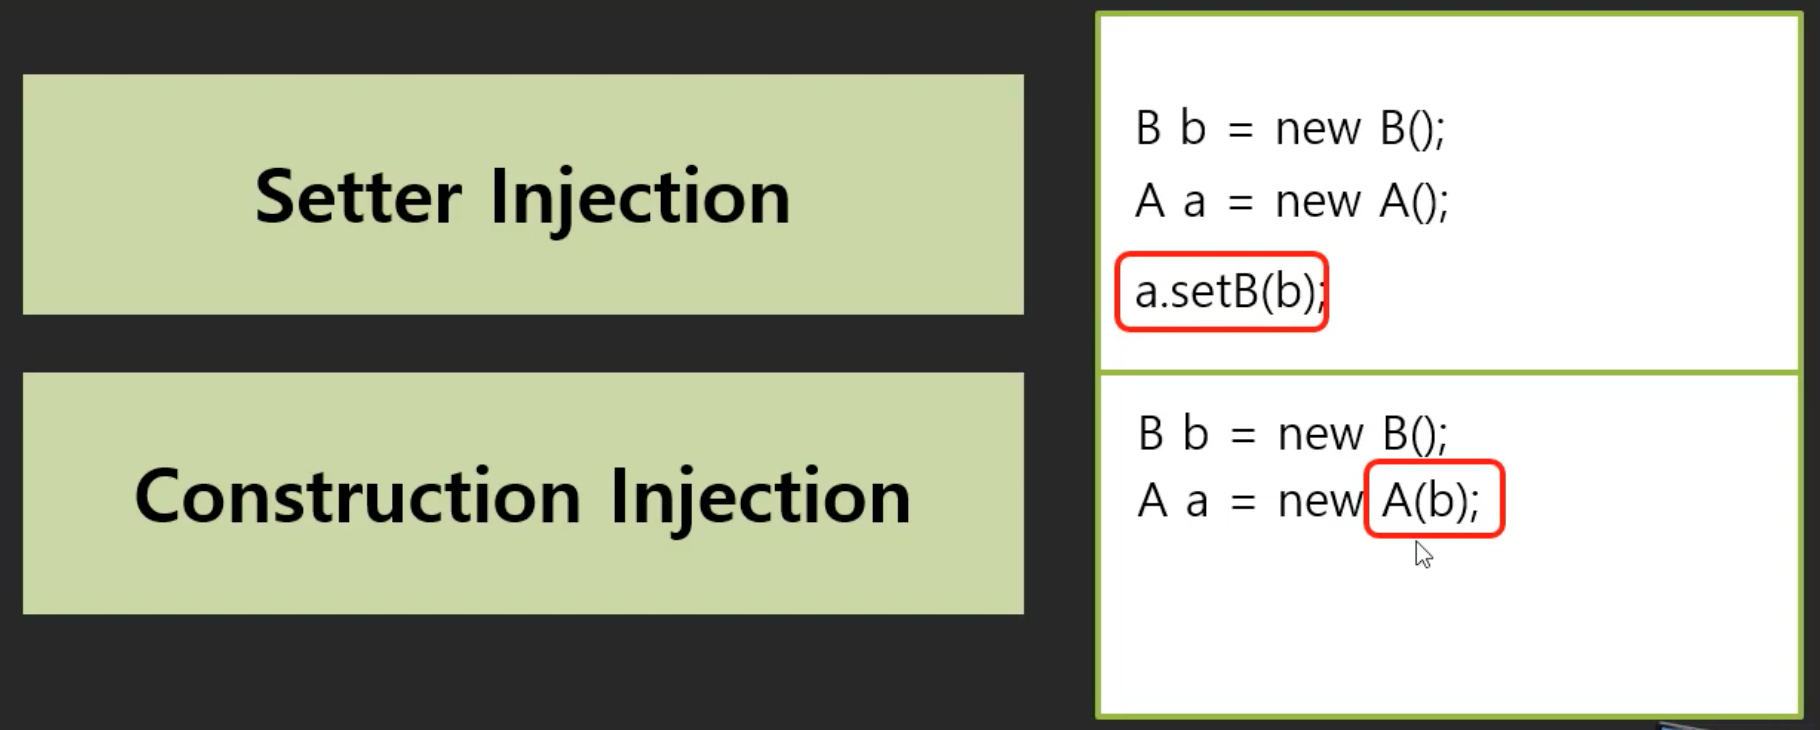 Setter Injection
B b = new B();
A a = new A();
a.setB(b);
Construction Injection
B b = new B();
A a = new A(b);